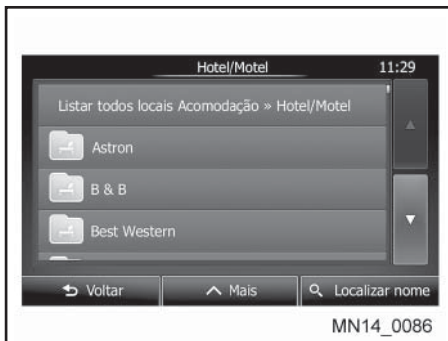 Hotel/Motel 11:29
Listar todos locais Acomodação » Hotel/Motel
Astron
B & B
Best Western
Voltar Mais Localizar nome
MN14_0086